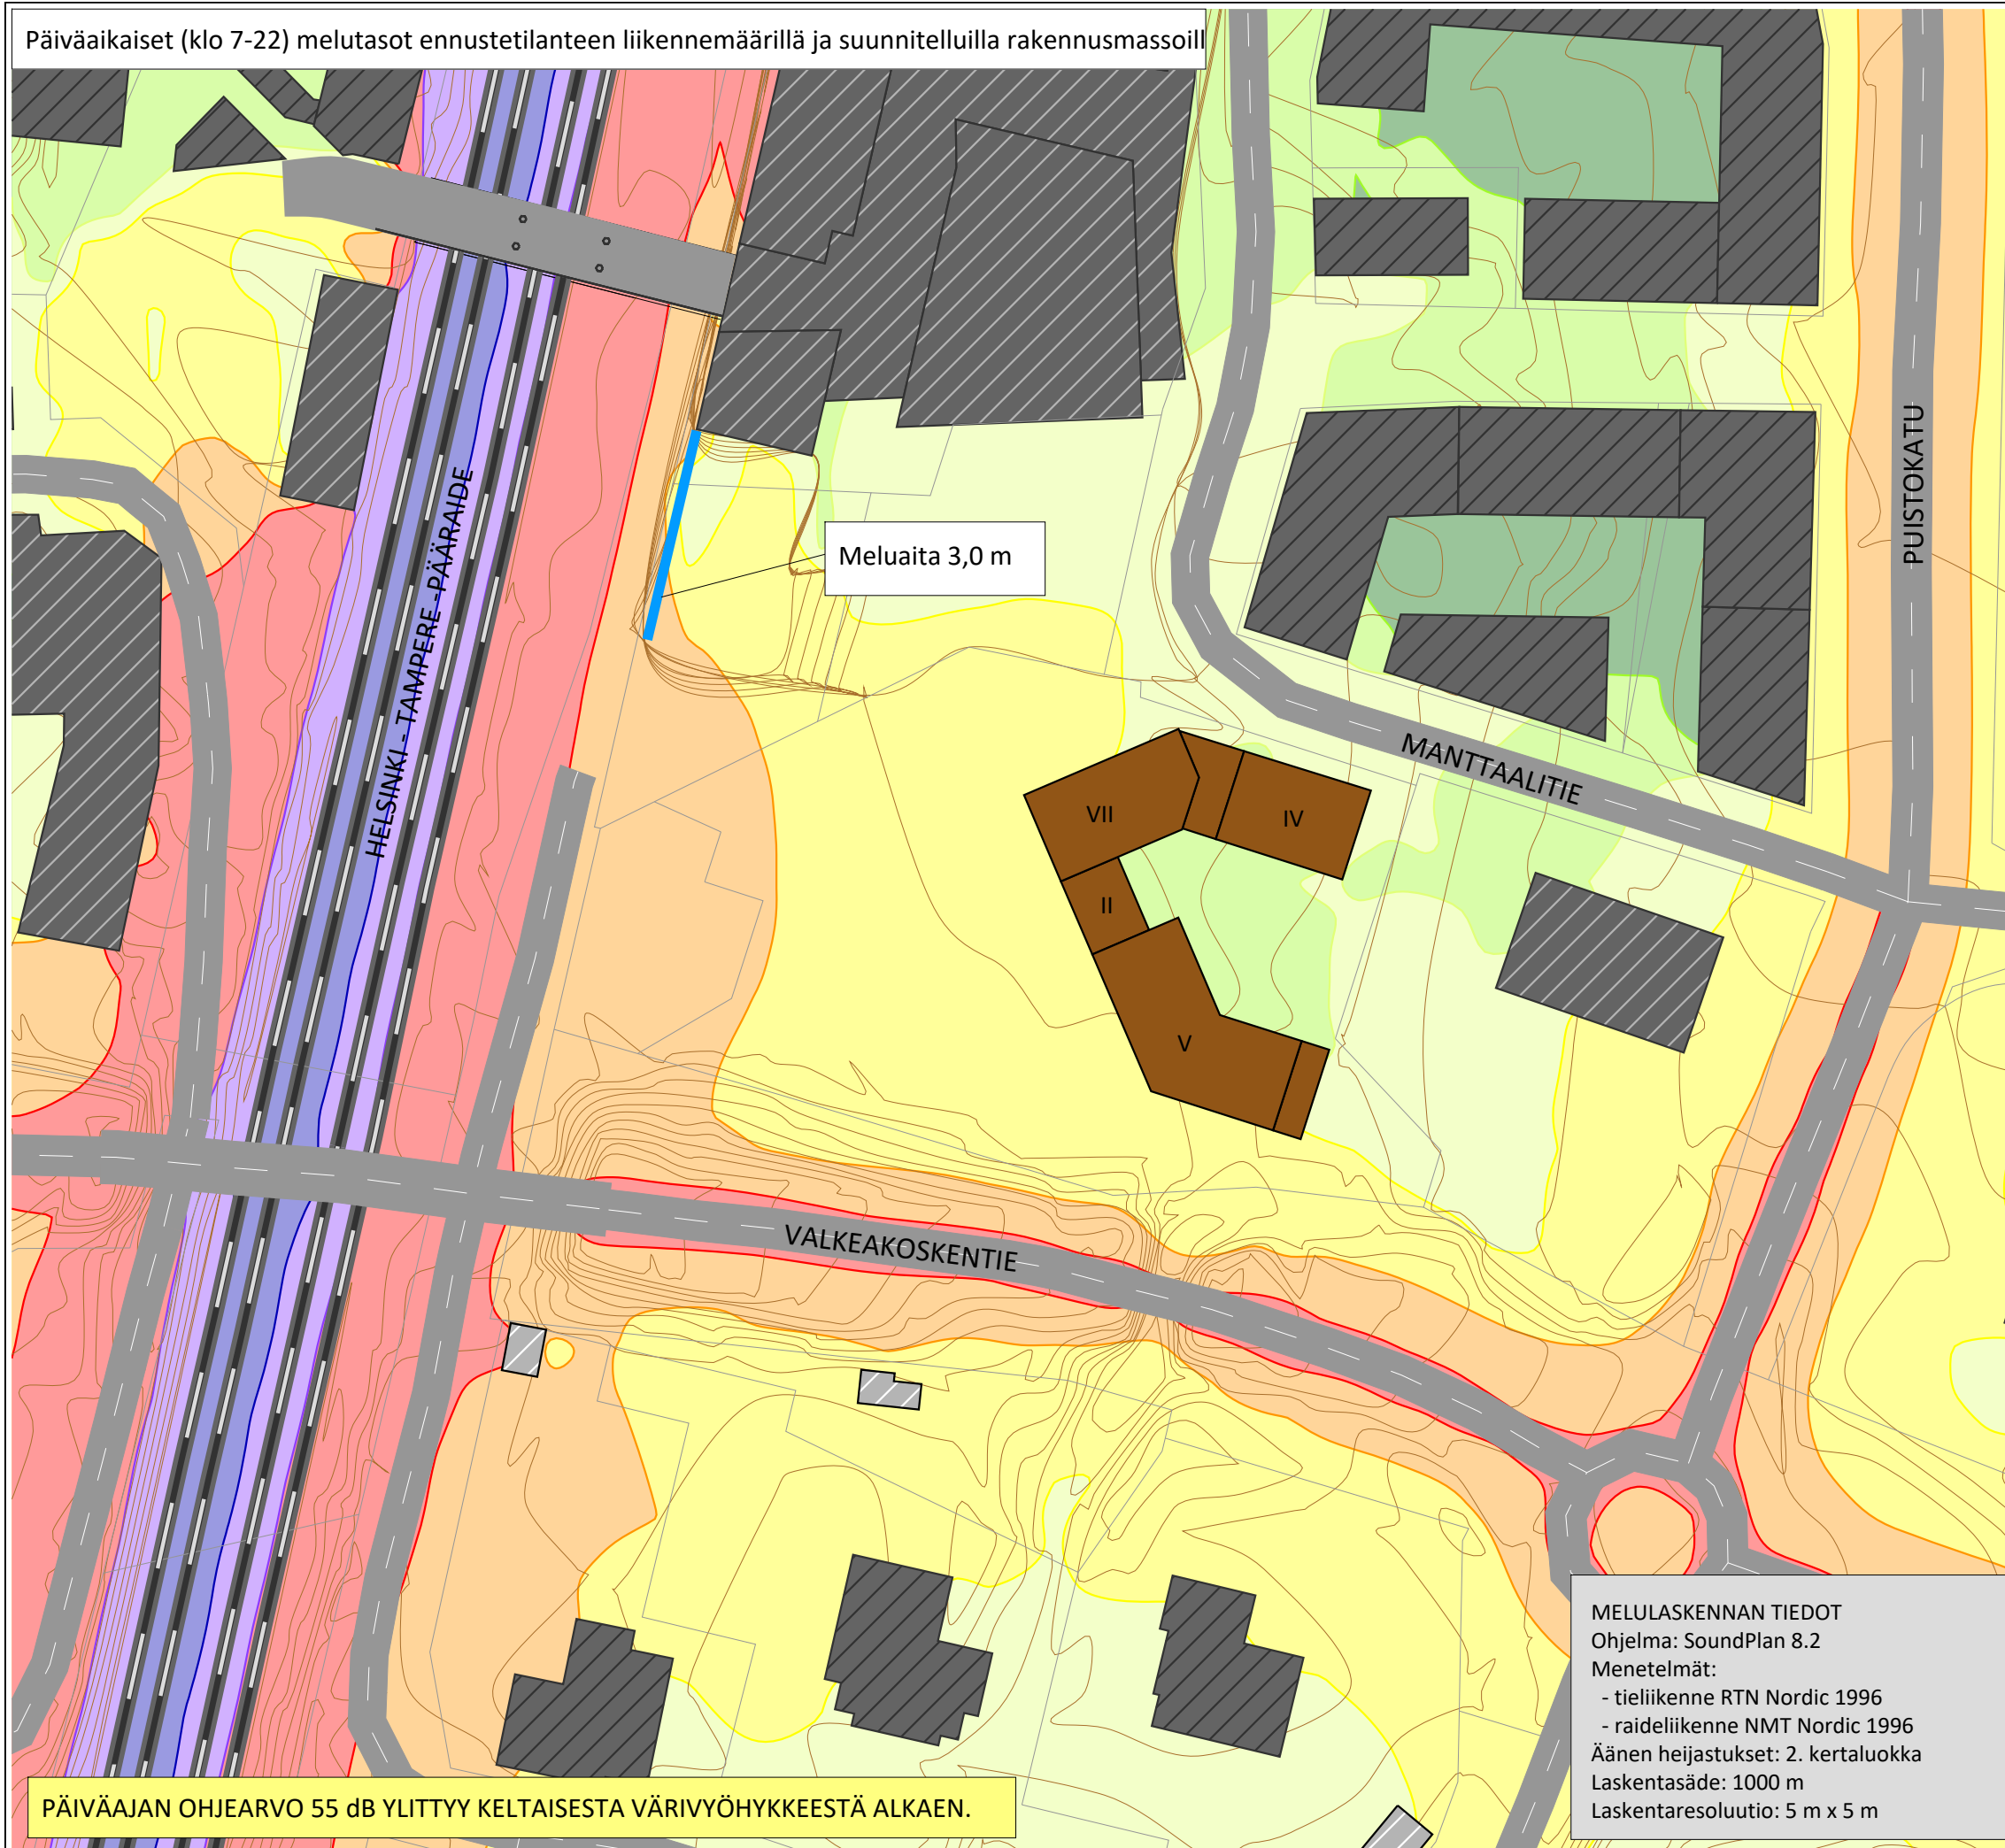 Päiväaikaiset (klo 7-22) melutasot ennustetilanteen liikennemäärillä ja suunnitelluilla rakennusmassoill
PUISTOKATU
HELSINKI - TAMPERE -PÄÄRAIDE
Meluaita 3,0 m
MANTTAALITIE
VII
IV
II
V
VALKEAKOSKENTIE
MELULASKENNAN TIEDOT
Ohjelma: SoundPlan 8.2
Menetelmät:
- tieliikenne RTN Nordic 1996
- raideliikenne NMT Nordic 1996
Äänen heijastukset: 2. kertaluokka
Laskentasäde: 1000 m
Laskentaresoluutio: 5 m x 5 m
PÄIVÄAJAN OHJEARVO 55 dB YLITTYY KELTAISESTA VÄRIVYÖHYKKEESTÄ ALKAEN.